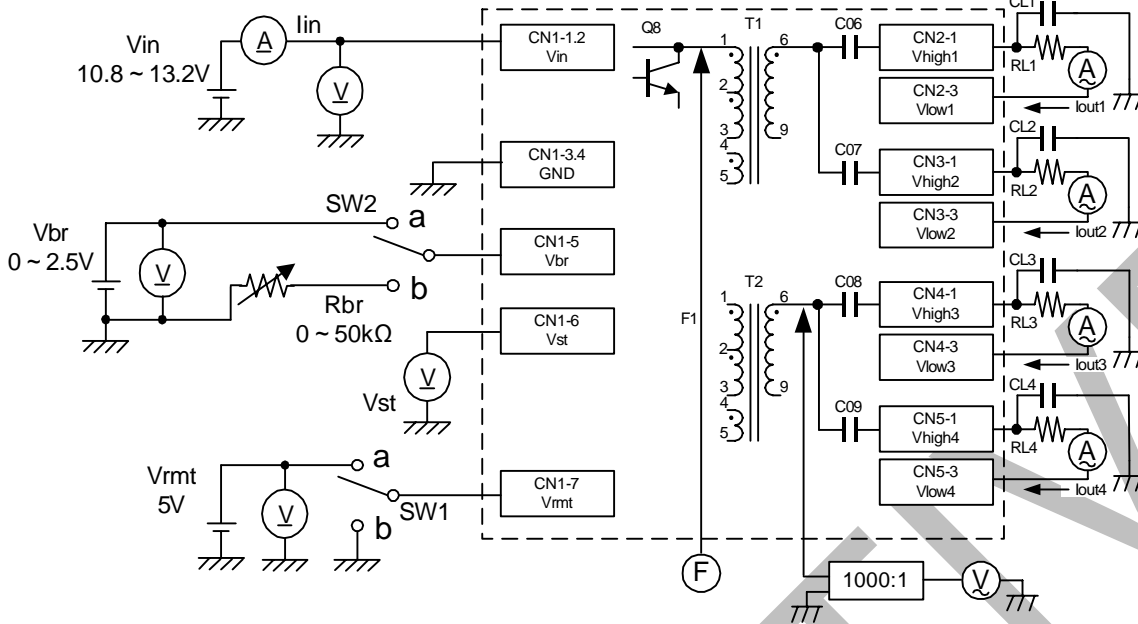 Vin
10.8 ~ 13.2V
A
Iin
V
CN1-1.2
Vin
CN1-3.4
GND
SW2
a
b
Vbr
0 ~ 2.5V
V
Rbr
0 ~ 50kΩ
CN1-5
Vbr
CN1-6
Vst
V
Vst
Vrmt
5V
V
a
b
SW1
CN1-7
Vrmt
Q8
F1
F
T1
1
2
3
4
5
6
9
C06
C07
CN2-1
Vhigh1
CN2-3
Vlow1
CL1
RL1
A
Iout1
CN3-1
Vhigh2
CN3-3
Vlow2
CL2
RL2
A
Iout2
T2
1
2
3
4
5
6
9
C08
C09
CN4-1
Vhigh3
CN4-3
Vlow3
CL3
RL3
A
Iout3
CN5-1
Vhigh4
CN5-3
Vlow4
CL4
RL4
A
Iout4
1000:1
V